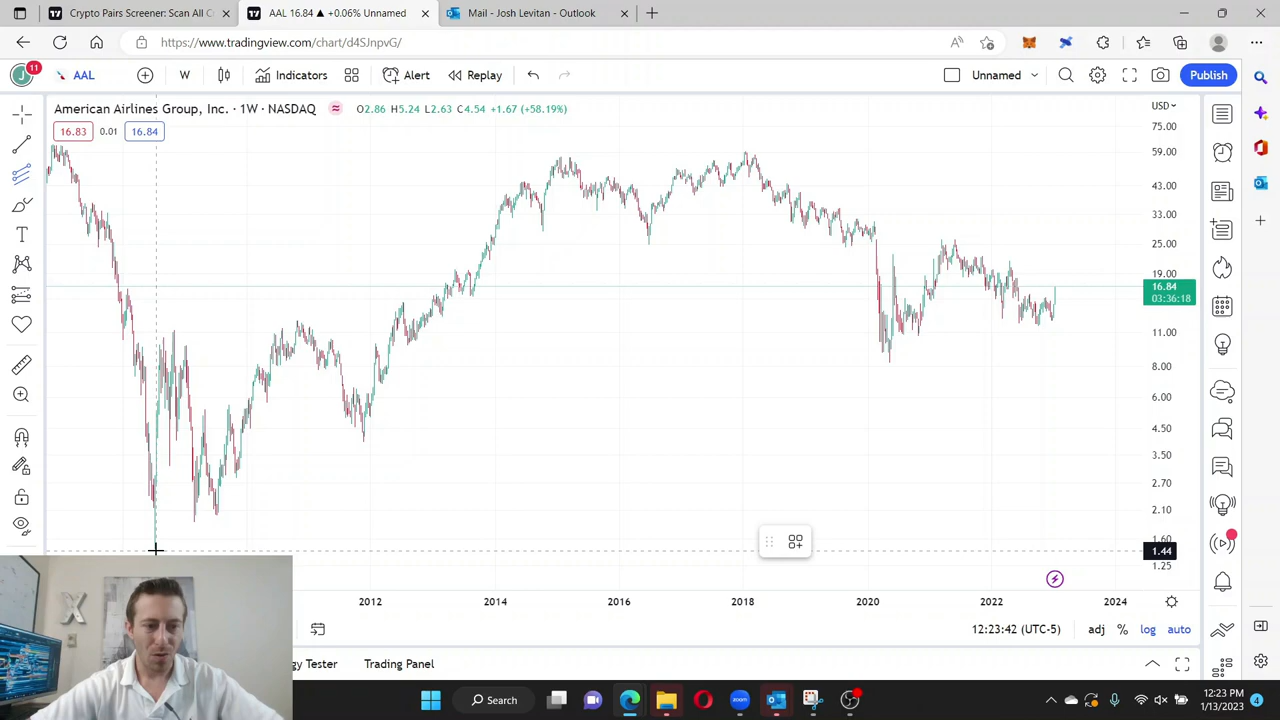 Crypto Pairs Screener: Scan All C
AAL 16.84 ▲ +0.06% Unnamed
Mail - Josh Levitan - Outlook
https://www.tradingview.com/chart/d4SJnpvG/
J 11
AAL
W
Indicators
Alert
Replay
Unnamed
Publish
American Airlines Group, Inc. · 1W · NASDAQ
O2.86 H5.24 L2.63 C4.54 +1.67 (+58.19%)
USD
16.83 0.01 16.84
75.00
59.00
43.00
33.00
25.00
19.00
16.84
03:36:18
11.00
8.00
6.00
4.50
3.50
2.70
2.10
1.60
1.44
1.25
2012 2014 2016 2018 2020 2022 2024
12:23:42 (UTC-5)
adj % log auto
gy Tester
Trading Panel
Search
12:23 PM
1/13/2023
4